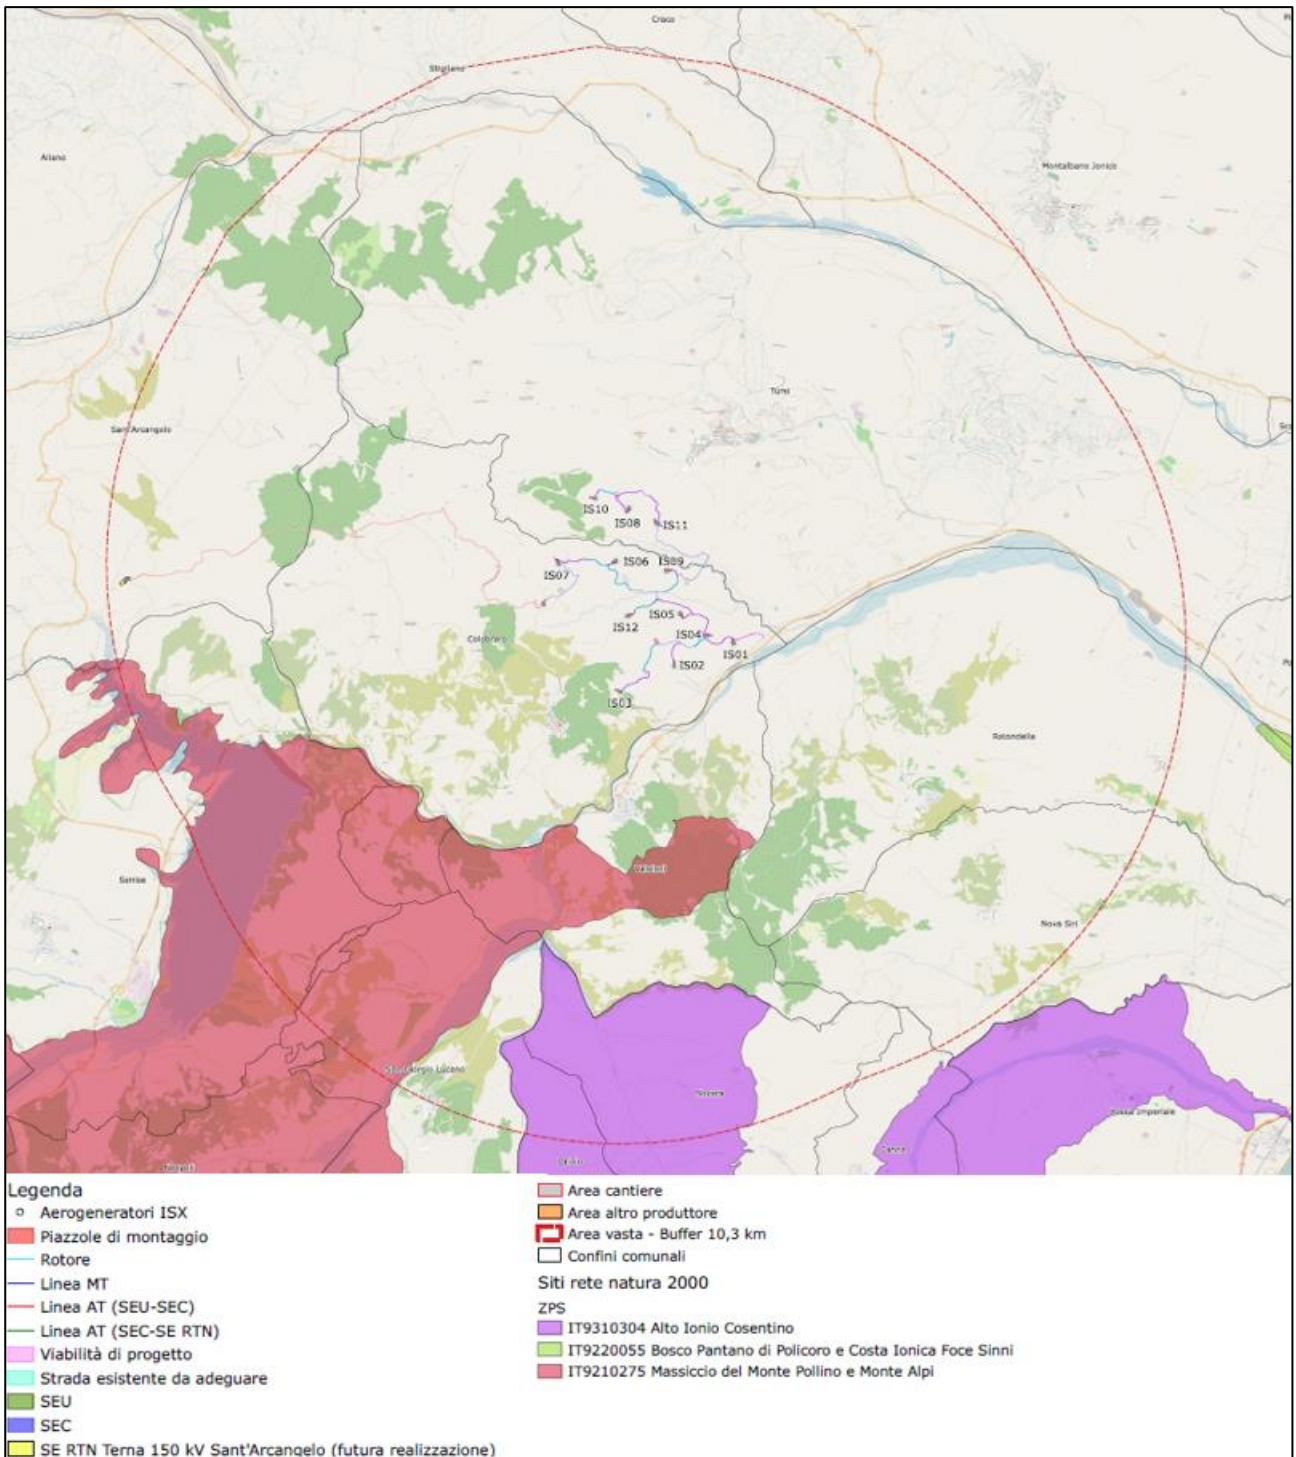 Craco
Stigliano
Aliano
Montalbano Jonico
Tursi
Sant'Arcangelo
IS10
IS08
IS11
IS07
IS06
IS09
IS12
IS05
IS04
IS01
Colobraro
IS02
IS03
Rotondella
Valsinni
Senise
Nova Siri
San Giorgio Lucano
Nocara
Rocca Imperiale
Canna
Oriolo
Legenda
Aerogeneratori ISX
Piazzole di montaggio
Rotore
Linea MT
Linea AT (SEU-SEC)
Linea AT (SEC-SE RTN)
Viabilità di progetto
Strada esistente da adeguare
SEU
SEC
SE RTN Terna 150 kV Sant'Arcangelo (futura realizzazione)
Area cantiere
Area altro produttore
Area vasta - Buffer 10,3 km
Confini comunali
Siti rete natura 2000
ZPS
IT9310304 Alto Ionio Cosentino
IT9220055 Bosco Pantano di Policoro e Costa Ionica Foce Sinni
IT9210275 Massiccio del Monte Pollino e Monte Alpi